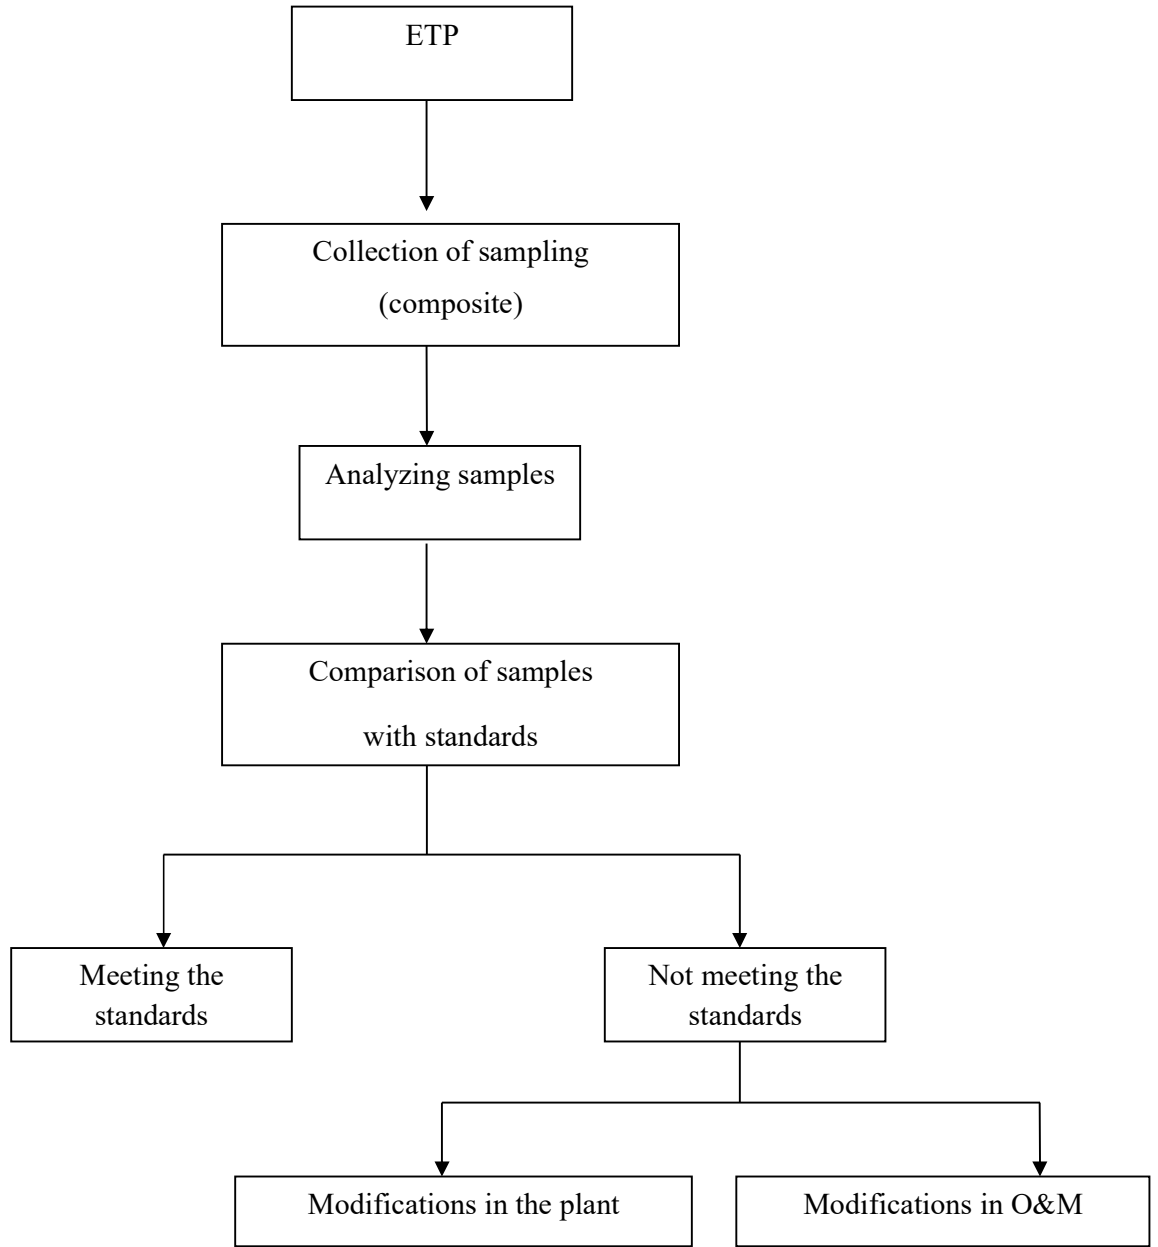 ETP
Collection of sampling
(composite)
Analyzing samples
Comparison of samples
with standards
Meeting the
standards
Not meeting the
standards
Modifications in the plant
Modifications in O&M